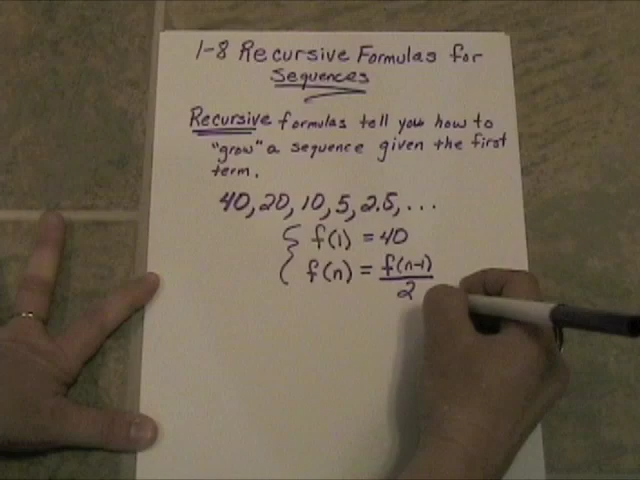 1-8 Recursive Formulas for
Sequences
Recursive formulas tell you how to
"grow" a sequence given the first
term.
40, 20, 10, 5, 2.5, ...
{ f(1) = 40
f(n) = f(n-1)
2